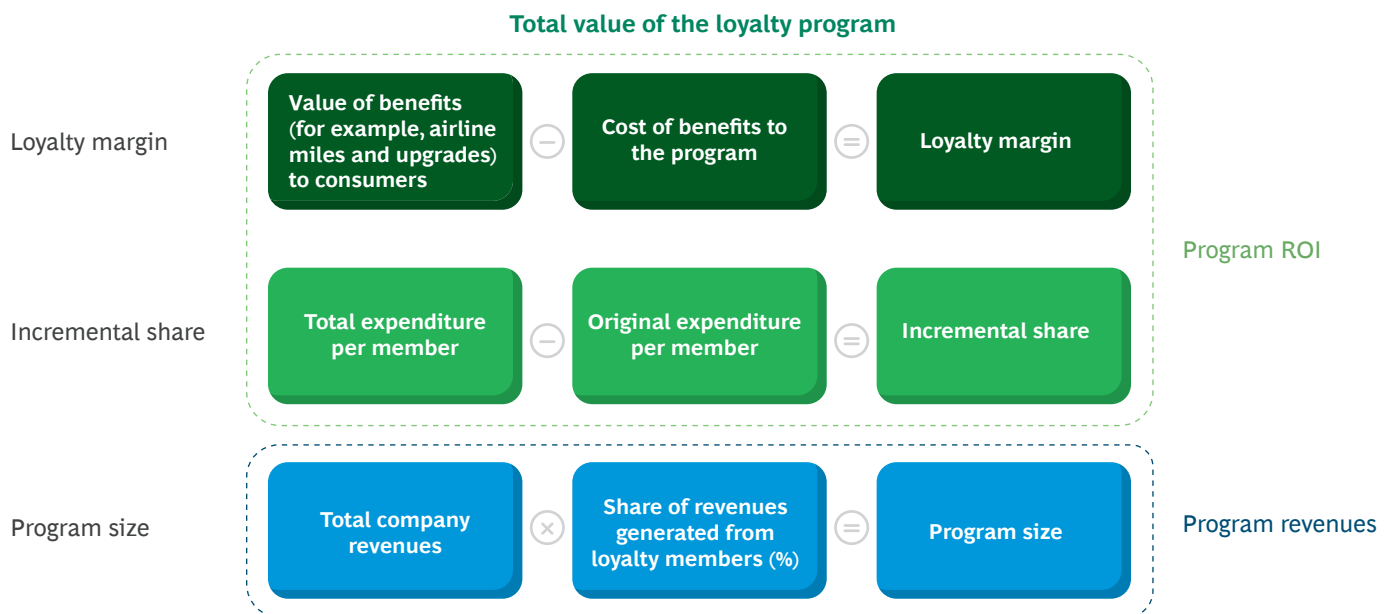 Total value of the loyalty program
Loyalty margin
Value of benefits
(for example, airline
miles and upgrades)
to consumers
−
Cost of benefits to
the program
=
Loyalty margin
Program ROI
Incremental share
Total expenditure
per member
−
Original expenditure
per member
=
Incremental share
Program size
Total company
revenues
×
Share of revenues
generated from
loyalty members (%)
=
Program size
Program revenues